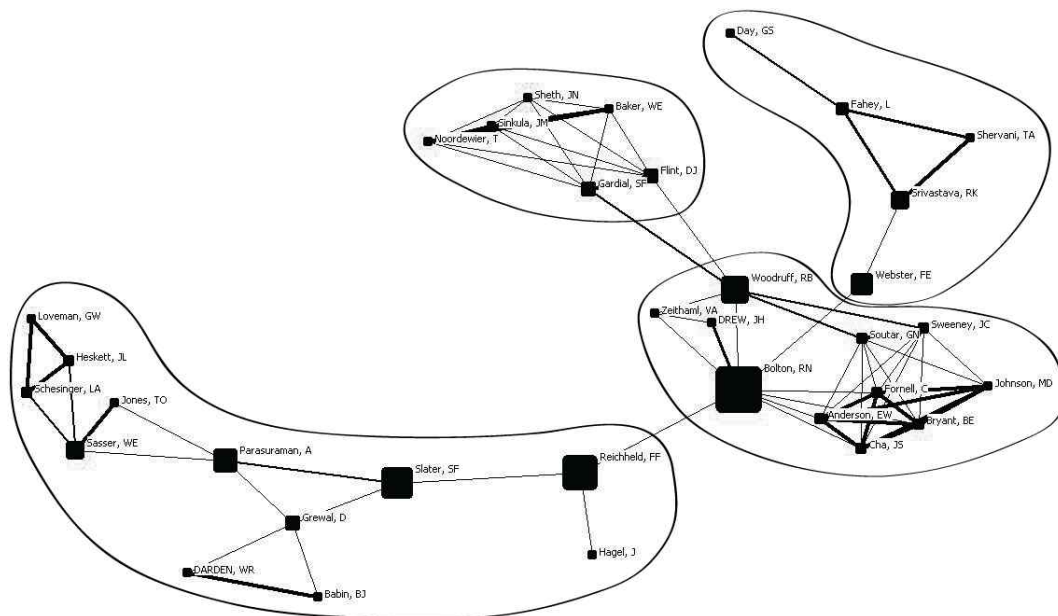 Day, GS
Fahey, L
Shervani, TA
Srivastava, RK
Webster, FE
Sheth, JN
Baker, WE
Sinkula, JM
Noordewier, T
Flint, DJ
Gardial, SF
Woodruff, RB
Zeithaml, VA
DREW, JH
Sweeney, JC
Soutar, GN
Bolton, RN
Fornell, C
Johnson, MD
Anderson, EW
Bryant, BE
Cha, JS
Loveman, GW
Heskett, JL
Schesinger, LA
Jones, TO
Sasser, WE
Parasuraman, A
Slater, SF
Reichheld, FF
Grewal, D
Hagel, J
DARDEN, WR
Babin, BJ